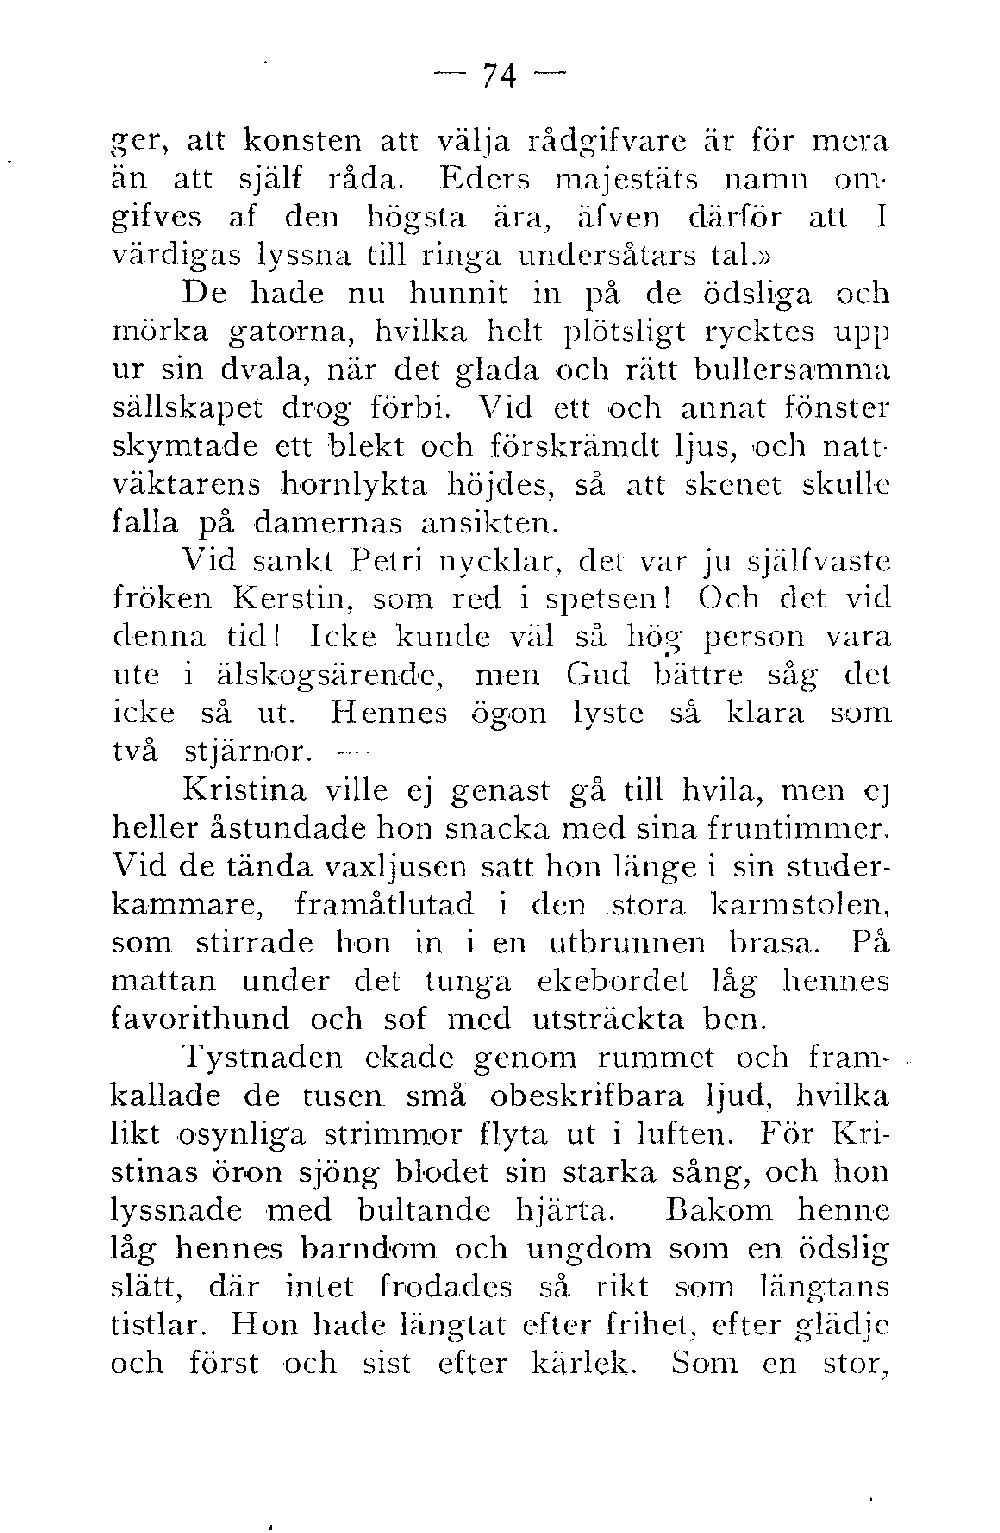 — 74 —
ger, att konsten att välja rådgifvare är för mera
än att själf råda. Eders majestäts namn om-
gifves af den högsta ära, äfven därför att I
värdigas lyssna till ringa undersåtars tal.»
De hade nu hunnit in på de ödsliga och
mörka gatorna, hvilka helt plötsligt rycktes upp
ur sin dvala, när det glada och rätt bullersamma
sällskapet drog förbi. Vid ett och annat fönster
skymtade ett blekt och förskrämdt ljus, och natt-
väktarens hornlykta höjdes, så att skenet skulle
falla på damernas ansikten.
Vid sankt Petri nycklar, det var ju själfvaste
fröken Kerstin, som red i spetsen! Och det vid
denna tid! Icke kunde väl så hög person vara
ute i älskogsärende, men Gud bättre såg det
icke så ut. Hennes ögon lyste så klara som
två stjärnor. —
Kristina ville ej genast gå till hvila, men ej
heller åstundade hon snacka med sina fruntimmer.
Vid de tända vaxljusen satt hon länge i sin studer-
kammare, framåtlutad i den stora karmstolen,
som stirrade hon in i en utbrunnen brasa. På
mattan under det tunga ekebordet låg hennes
favorithund och sof med utsträckta ben.
Tystnaden ekade genom rummet och fram-
kallade de tusen små obeskrifbara ljud, hvilka
likt osynliga strimmor flyta ut i luften. För Kri-
stinas öron sjöng blodet sin starka sång, och hon
lyssnade med bultande hjärta. Bakom henne
låg hennes barndom och ungdom som en ödslig
slätt, där intet frodades så rikt som längtans
tistlar. Hon hade längtat efter frihet, efter glädje
och först och sist efter kärlek. Som en stor,